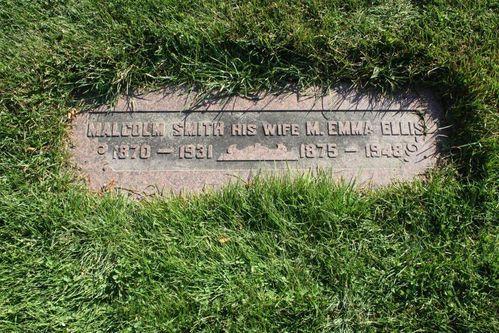 MALCOLM SMITH HIS WIFE M. EMMA ELLIS
1870 — 1931 1875 — 1948